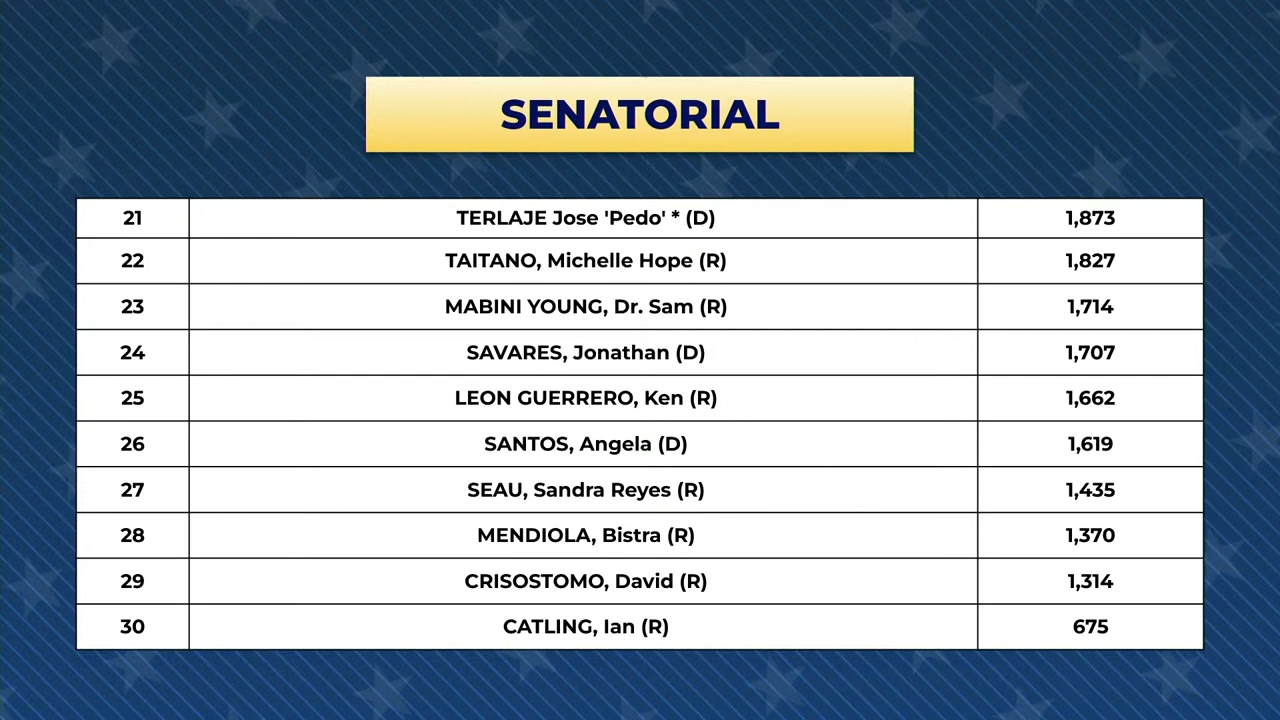 SENATORIAL
21 TERLAJE Jose 'Pedo' * (D) 1,873
22 TAITANO, Michelle Hope (R) 1,827
23 MABINI YOUNG, Dr. Sam (R) 1,714
24 SAVARES, Jonathan (D) 1,707
25 LEON GUERRERO, Ken (R) 1,662
26 SANTOS, Angela (D) 1,619
27 SEAU, Sandra Reyes (R) 1,435
28 MENDIOLA, Bistra (R) 1,370
29 CRISOSTOMO, David (R) 1,314
30 CATLING, Ian (R) 675